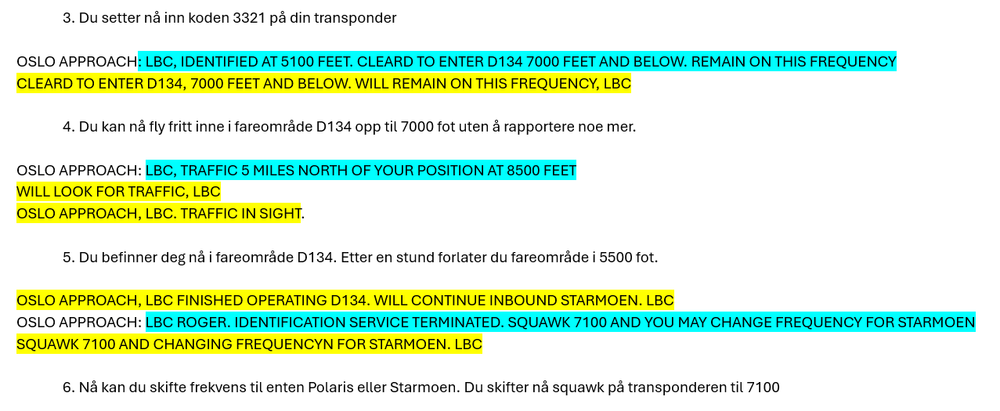 3. Du setter nå inn koden 3321 på din transponder
OSLO APPROACH: LBC, IDENTIFIED AT 5100 FEET. CLEARD TO ENTER D134 7000 FEET AND BELOW. REMAIN ON THIS FREQUENCY
CLEARD TO ENTER D134, 7000 FEET AND BELOW. WILL REMAIN ON THIS FREQUENCY, LBC
4. Du kan nå fly fritt inne i fareområde D134 opp til 7000 fot uten å rapportere noe mer.
OSLO APPROACH: LBC, TRAFFIC 5 MILES NORTH OF YOUR POSITION AT 8500 FEET
WILL LOOK FOR TRAFFIC, LBC
OSLO APPROACH, LBC. TRAFFIC IN SIGHT.
5. Du befinner deg nå i fareområde D134. Etter en stund forlater du fareområde i 5500 fot.
OSLO APPROACH, LBC FINISHED OPERATING D134. WILL CONTINUE INBOUND STARMOEN. LBC
OSLO APPROACH: LBC ROGER. IDENTIFICATION SERVICE TERMINATED. SQUAWK 7100 AND YOU MAY CHANGE FREQUENCY FOR STARMOEN
SQUAWK 7100 AND CHANGING FREQUENCYN FOR STARMOEN. LBC
6. Nå kan du skifte frekvens til enten Polaris eller Starmoen. Du skifter nå squawk på transponderen til 7100